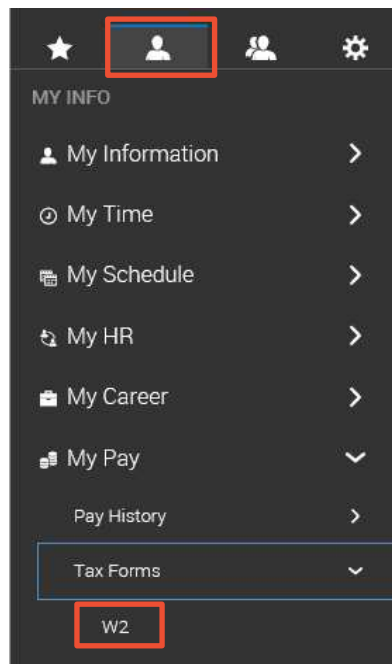 MY INFO
My Information
My Time
My Schedule
My HR
My Career
My Pay
Pay History
Tax Forms
W2